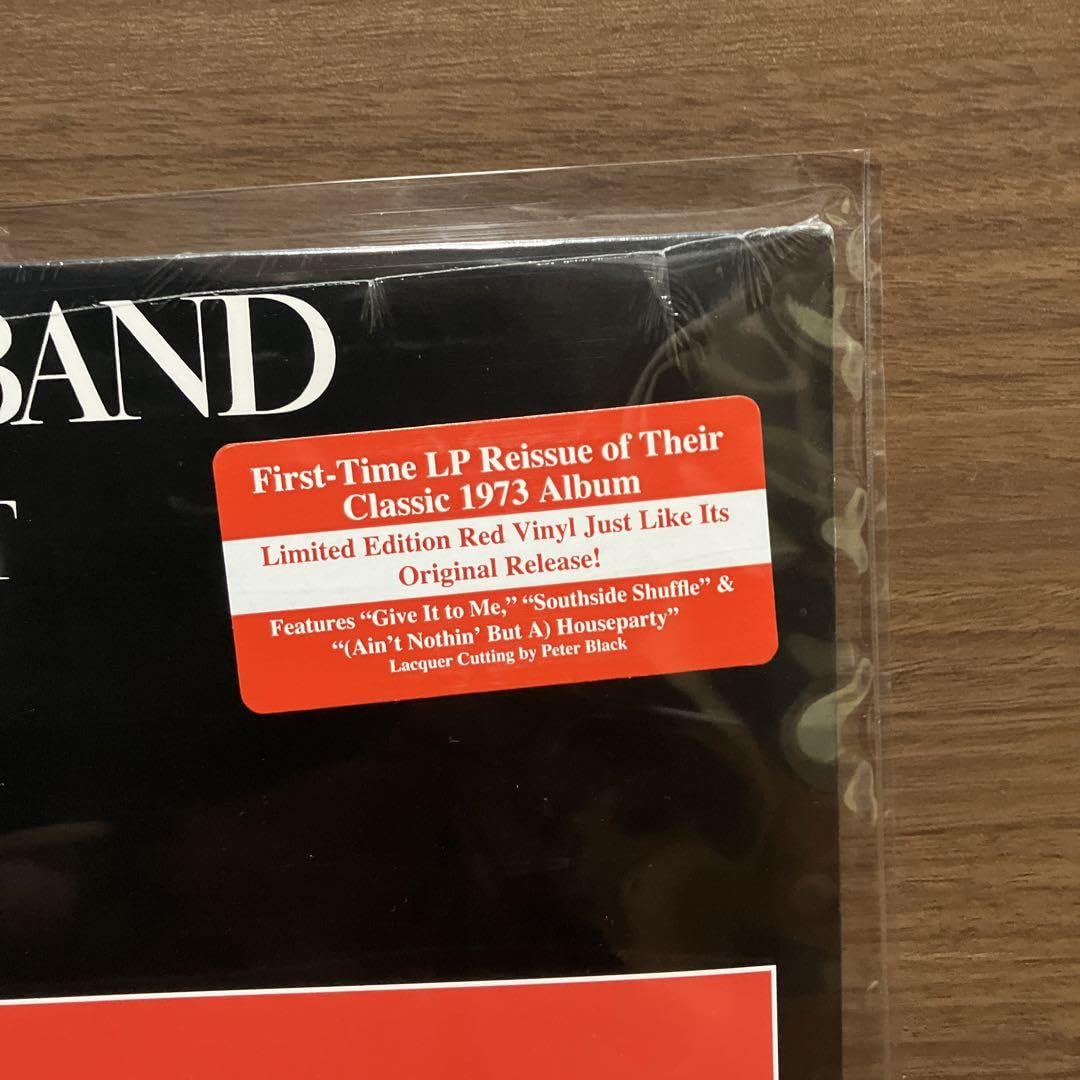 BAND
T
First-Time LP Reissue of Their
Classic 1973 Album
Limited Edition Red Vinyl Just Like Its
Original Release!
Features “Give It to Me,” “Southside Shuffle” &
“(Ain’t Nothin’ But A) Houseparty”
Lacquer Cutting by Peter Black